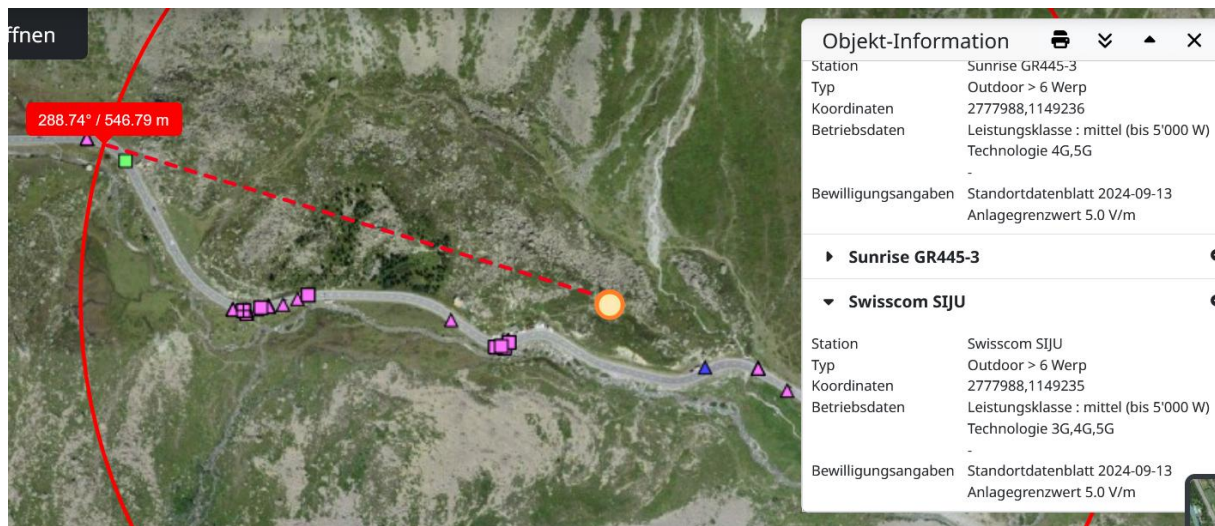 ffnen
288.74° / 546.79 m
Objekt-Information
Station Sunrise GR445-3
Typ Outdoor > 6 Werp
Koordinaten 2777988,1149236
Betriebsdaten Leistungsklasse : mittel (bis 5'000 W)
Technologie 4G,5G
-
Bewilligungsangaben Standortdatenblatt 2024-09-13
Anlagegrenzwert 5.0 V/m
Sunrise GR445-3
Swisscom SIJU
Station Swisscom SIJU
Typ Outdoor > 6 Werp
Koordinaten 2777988,1149235
Betriebsdaten Leistungsklasse : mittel (bis 5'000 W)
Technologie 3G,4G,5G
-
Bewilligungsangaben Standortdatenblatt 2024-09-13
Anlagegrenzwert 5.0 V/m